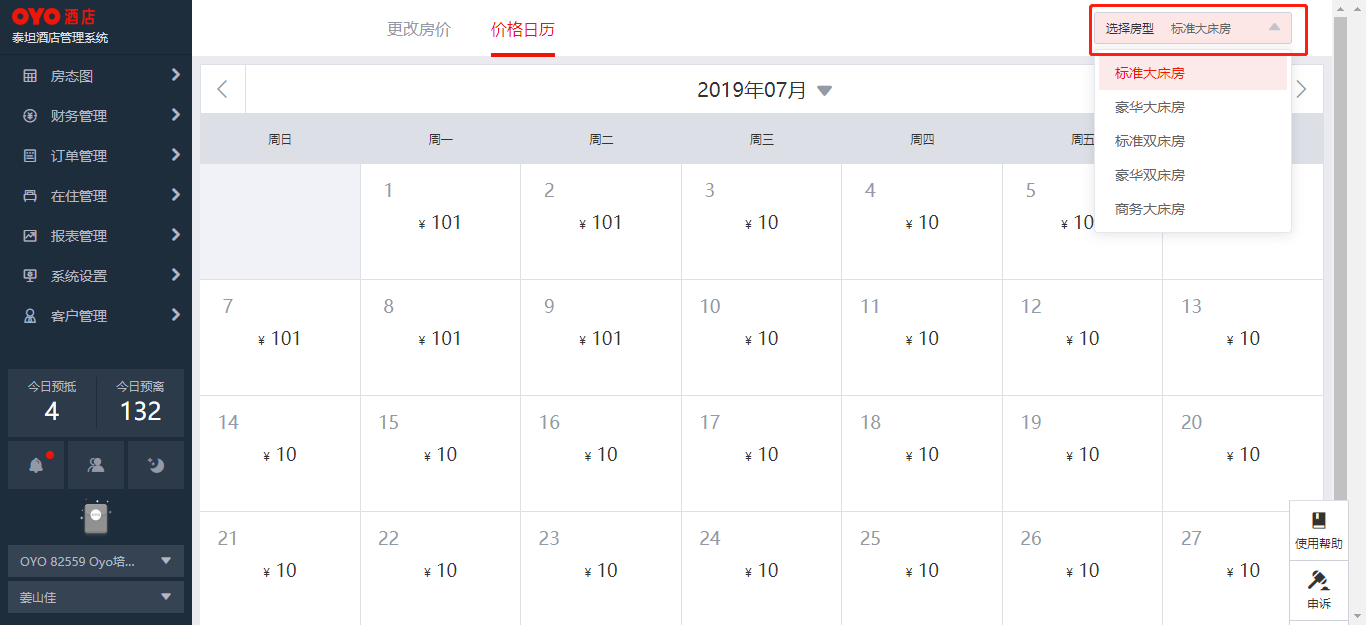 OYO 酒店
泰坦酒店管理系统
房态图
财务管理
订单管理
在住管理
报表管理
系统设置
客户管理
今日预抵 今日预离
4 132
OYO 82559 Oyo培...
姜山佳
更改房价 价格日历
选择房型 标准大床房
标准大床房
豪华大床房
标准双床房
豪华双床房
商务大床房
2019年07月
周日 周一 周二 周三 周四 周五
1 2 3 4 5
¥ 101 ¥ 101 ¥ 10 ¥ 10 ¥ 10
7 8 9 10 11 12 13
¥ 101 ¥ 101 ¥ 101 ¥ 10 ¥ 10 ¥ 10 ¥ 10
14 15 16 17 18 19 20
¥ 10 ¥ 10 ¥ 10 ¥ 10 ¥ 10 ¥ 10 ¥ 10
21 22 23 24 25 26 27
¥ 10 ¥ 10 ¥ 10 ¥ 10 ¥ 10 ¥ 10 ¥ 10
使用帮助
申诉